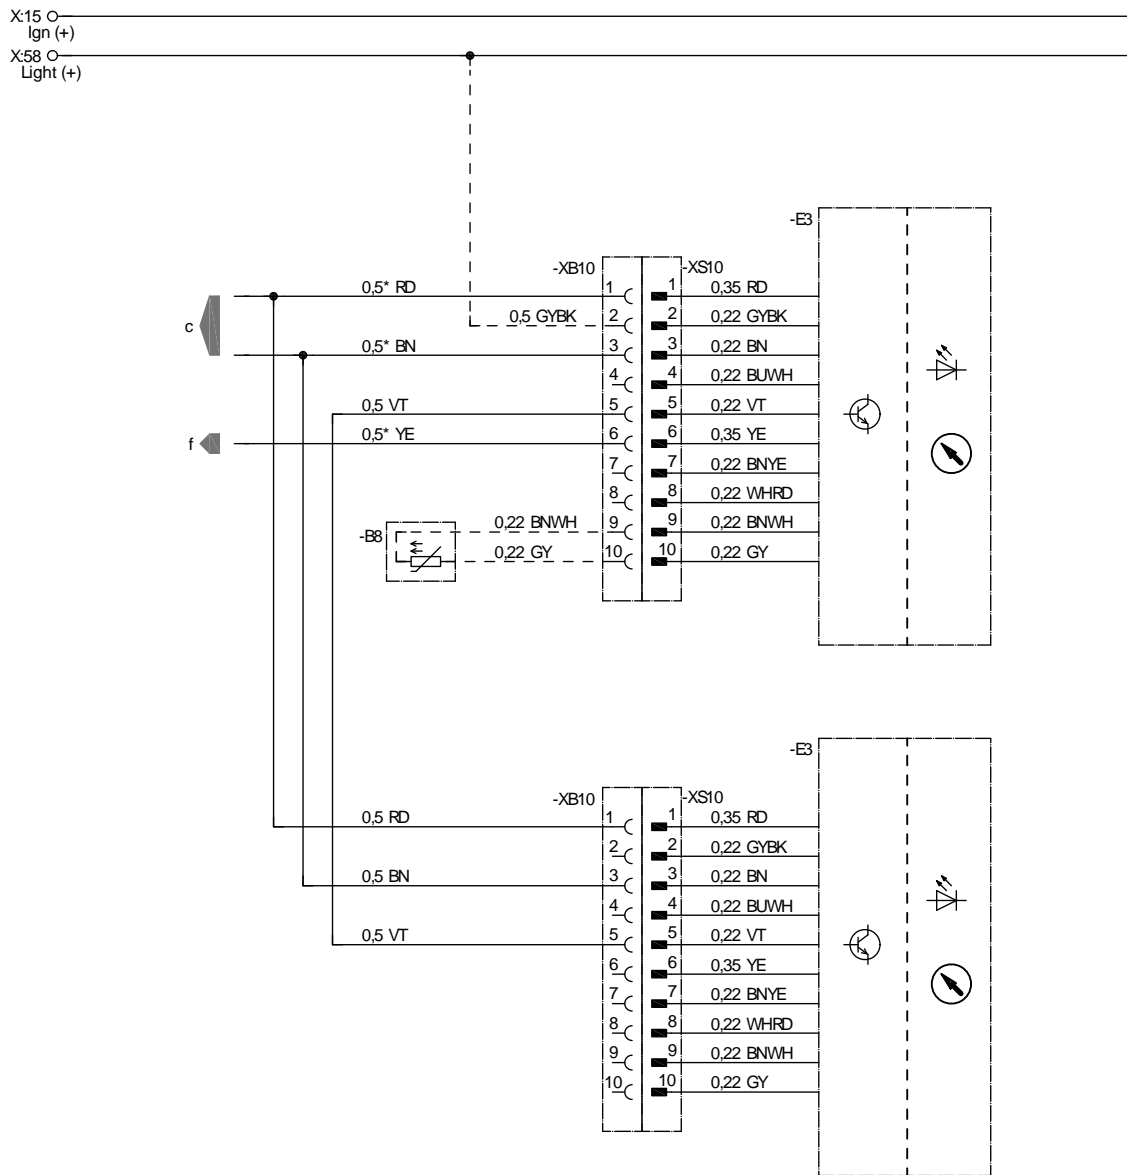 X:15
Ign (+)
X:58
Light (+)
-E3
-XB10 -XS10
1 1
0,5* RD 0,35 RD
2 2
0,5 GYBK 0,22 GYBK
c
3 3
0,5* BN 0,22 BN
4 4
0,22 BUWH
5 5
0,5 VT 0,22 VT
6 6
0,5* YE 0,35 YE
f
7 7
0,22 BNYE
8 8
0,22 WHRD
9 9
0,22 BNWH 0,22 BNWH
-B8
10 10
0,22 GY 0,22 GY
-E3
-XB10 -XS10
1 1
0,5 RD 0,35 RD
2 2
0,22 GYBK
3 3
0,5 BN 0,22 BN
4 4
0,22 BUWH
5 5
0,5 VT 0,22 VT
6 6
0,35 YE
7 7
0,22 BNYE
8 8
0,22 WHRD
9 9
0,22 BNWH
10 10
0,22 GY